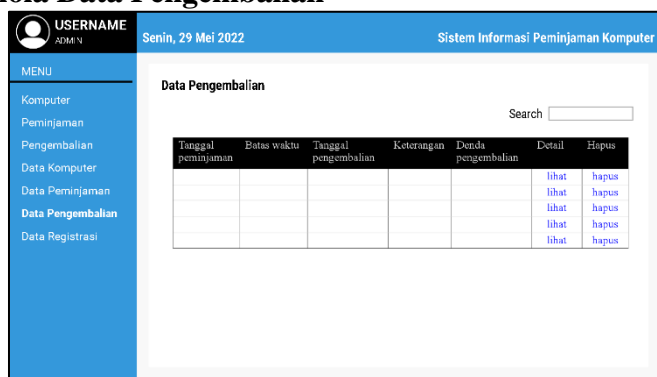 Data Pengembalian
USERNAME
ADMIN
Senin, 29 Mei 2022
Sistem Informasi Peminjaman Komputer
MENU
Komputer
Peminjaman
Pengembalian
Data Komputer
Data Peminjaman
Data Pengembalian
Data Registrasi
Data Pengembalian
Search
Tanggal peminjaman Batas waktu Tanggal pengembalian Keterangan Denda pengembalian Detail Hapus
lihat hapus
lihat hapus
lihat hapus
lihat hapus
lihat hapus